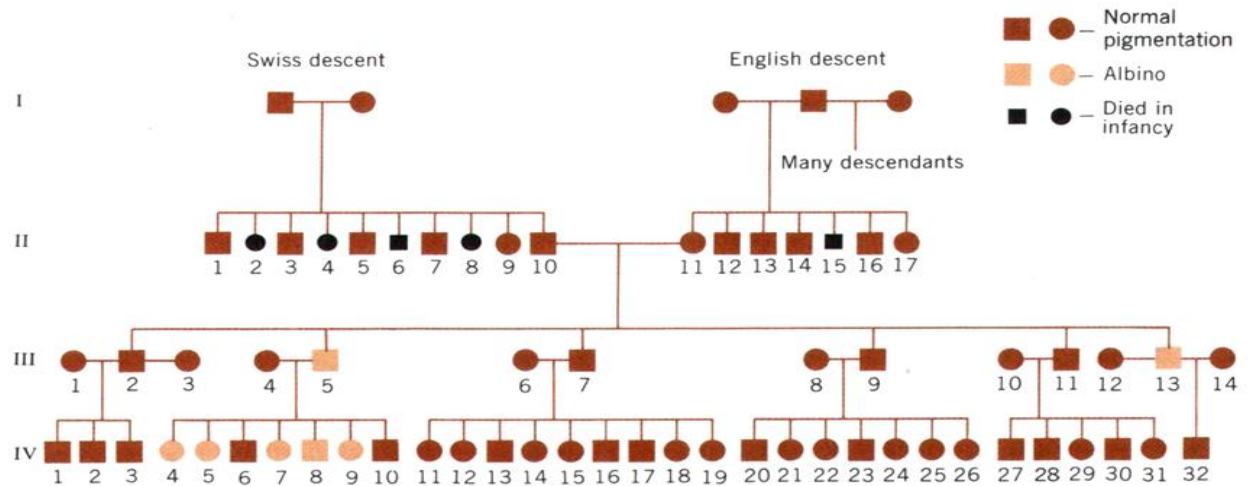 Normal
pigmentation
Albino
Died in
infancy
Swiss descent
English descent
I
Many descendants
II
1 2 3 4 5 6 7 8 9 10 11 12 13 14 15 16 17
III
1 2 3 4 5 6 7 8 9 10 11 12 13 14
IV
1 2 3 4 5 6 7 8 9 10 11 12 13 14 15 16 17 18 19 20 21 22 23 24 25 26 27 28 29 30 31 32